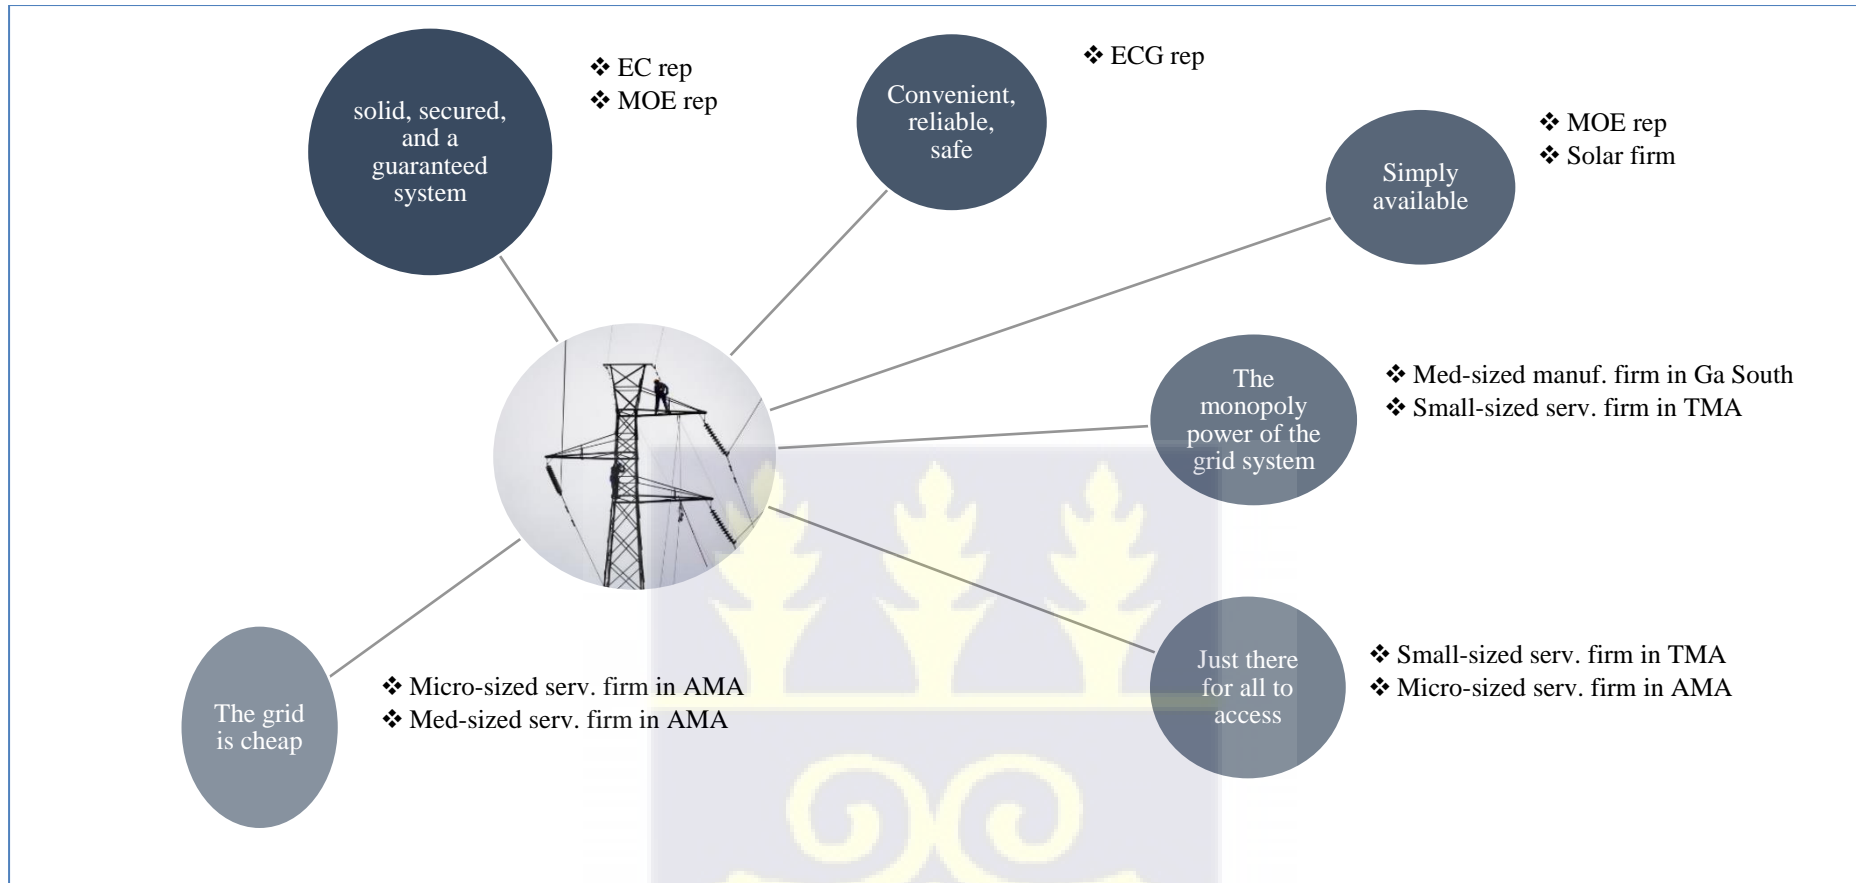 solid, secured,
and a
guaranteed
system
❖ EC rep
❖ MOE rep
Convenient,
reliable,
safe
❖ ECG rep
Simply
available
❖ MOE rep
❖ Solar firm
The
monopoly
power of the
grid system
❖ Med-sized manuf. firm in Ga South
❖ Small-sized serv. firm in TMA
Just there
for all to
access
❖ Small-sized serv. firm in TMA
❖ Micro-sized serv. firm in AMA
The grid
is cheap
❖ Micro-sized serv. firm in AMA
❖ Med-sized serv. firm in AMA